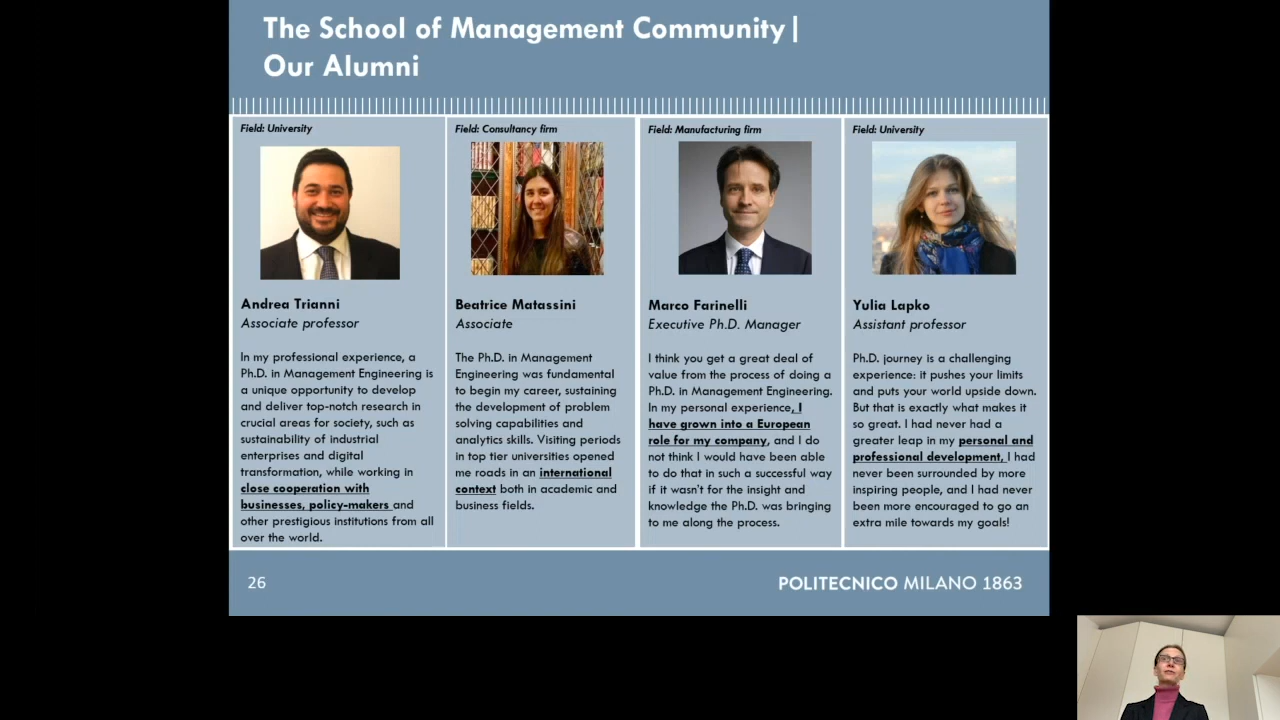 The School of Management Community|
Our Alumni
Field: University
Andrea Trianni
Associate professor
In my professional experience, a
Ph.D. in Management Engineering is
a unique opportunity to develop
and deliver top-notch research in
crucial areas for society, such as
sustainability of industrial
enterprises and digital
transformation, while working in
close cooperation with
businesses, policy-makers and
other prestigious institutions from all
over the world.
Field: Consultancy firm
Beatrice Matassini
Associate
The Ph.D. in Management
Engineering was fundamental
to begin my career, sustaining
the development of problem
solving capabilities and
analytics skills. Visiting periods
in top tier universities opened
me roads in an international
context both in academic and
business fields.
Field: Manufacturing firm
Marco Farinelli
Executive Ph.D. Manager
I think you get a great deal of
value from the process of doing a
Ph.D. in Management Engineering.
In my personal experience, I
have grown into a European
role for my company, and I do
not think I would have been able
to do that in such a successful way
if it wasn't for the insight and
knowledge the Ph.D. was bringing
to me along the process.
Field: University
Yulia Lapko
Assistant professor
Ph.D. journey is a challenging
experience: it pushes your limits
and puts your world upside down.
But that is exactly what makes it
so great. I had never had a
greater leap in my personal and
professional development, I had
never been surrounded by more
inspiring people, and I had never
been more encouraged to go an
extra mile towards my goals!
26
POLITECNICO MILANO 1863